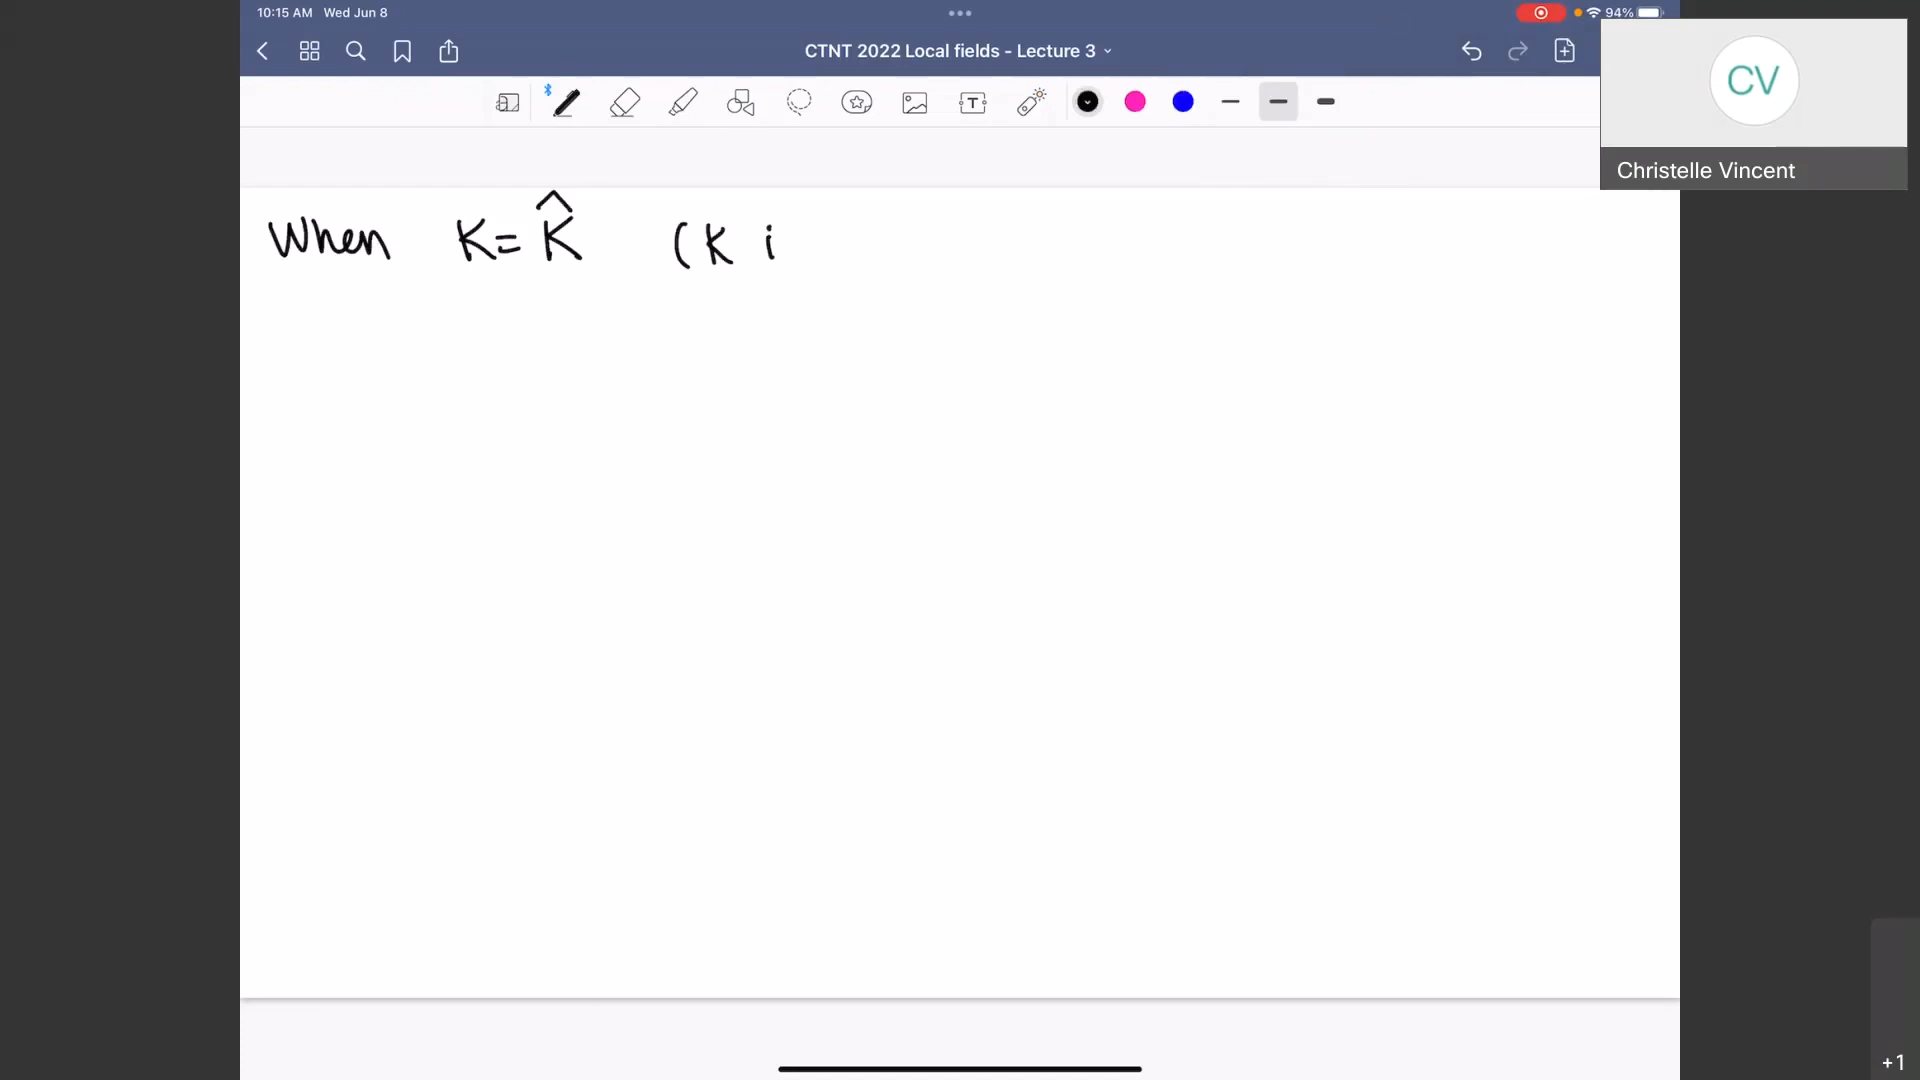 10:15 AM Wed Jun 8
94%
CTNT 2022 Local fields - Lecture 3
T
CV
Christelle Vincent
When K = K̂ (K i
+1